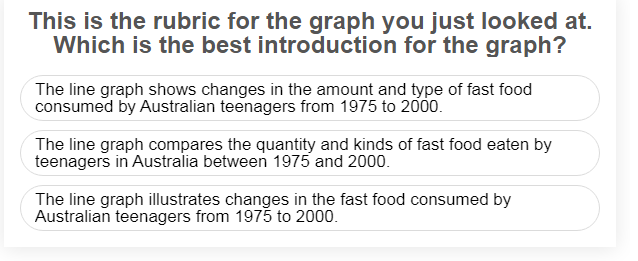 This is the rubric for the graph you just looked at.
Which is the best introduction for the graph?
The line graph shows changes in the amount and type of fast food
consumed by Australian teenagers from 1975 to 2000.
The line graph compares the quantity and kinds of fast food eaten by
teenagers in Australia between 1975 and 2000.
The line graph illustrates changes in the fast food consumed by
Australian teenagers from 1975 to 2000.